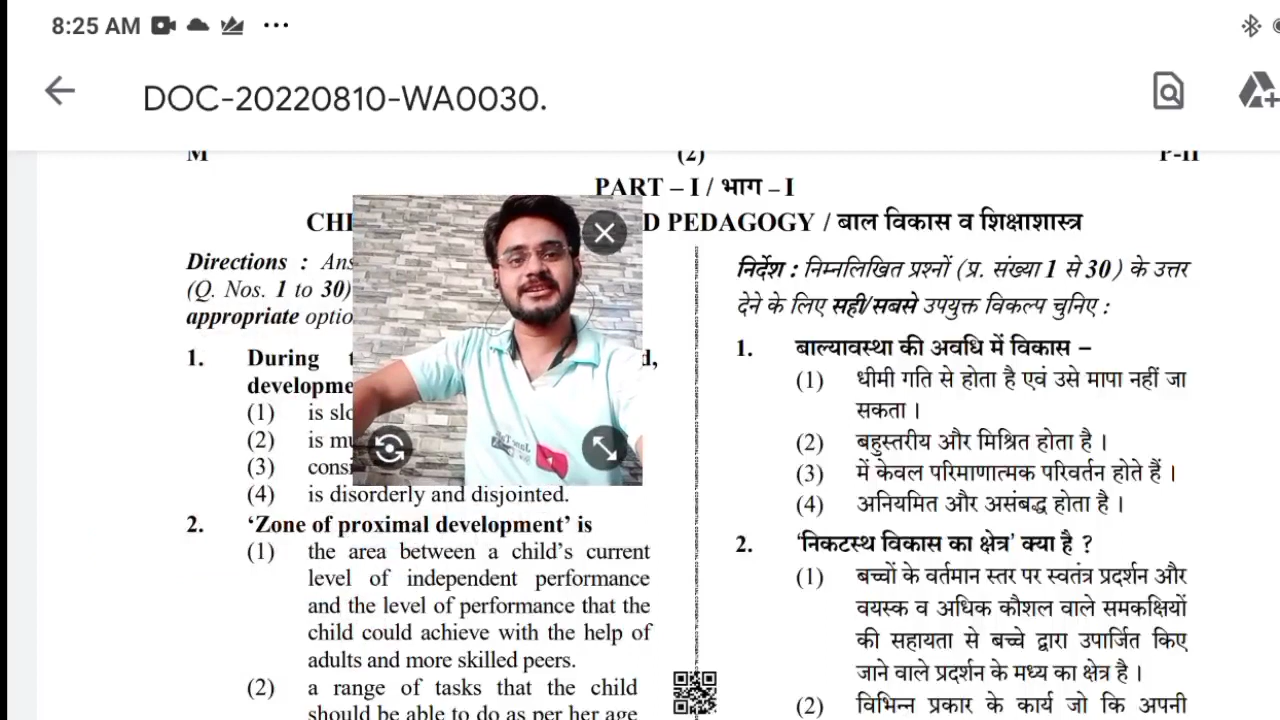 8:25 AM
DOC-20220810-WA0030.
M (2) P-II
PART – I / भाग – I
D PEDAGOGY / बाल विकास व शिक्षाशास्त्र
Directions :
(Q. Nos. 1 to 30)
appropriate
1. During
(1) is
(2) is
(3)
(4) is disorderly and disjointed.
2. ‘Zone of proximal development’ is
(1) the area between a child’s current
level of independent performance
and the level of performance that the
child could achieve with the help of
adults and more skilled peers.
(2) a range of tasks that the child
should be able to do as per her age
निर्देश : निम्नलिखित प्रश्नों (प्र. संख्या 1 से 30) के उत्तर
देने के लिए सही/सबसे उपयुक्त विकल्प चुनिए :
1. बाल्यावस्था की अवधि में विकास –
(1) धीमी गति से होता है एवं उसे मापा नहीं जा
सकता ।
(2) बहुस्तरीय और मिश्रित होता है ।
(3) में केवल परिमाणात्मक परिवर्तन होते हैं ।
(4) अनियमित और असंबद्ध होता है ।
2. ‘निकटस्थ विकास का क्षेत्र’ क्या है ?
(1) बच्चों के वर्तमान स्तर पर स्वतंत्र प्रदर्शन और
वयस्क व अधिक कौशल वाले समकक्षियों
की सहायता से बच्चे द्वारा उपार्जित किए
जाने वाले प्रदर्शन के मध्य का क्षेत्र है ।
(2) विभिन्न प्रकार के कार्य जो कि अपनी